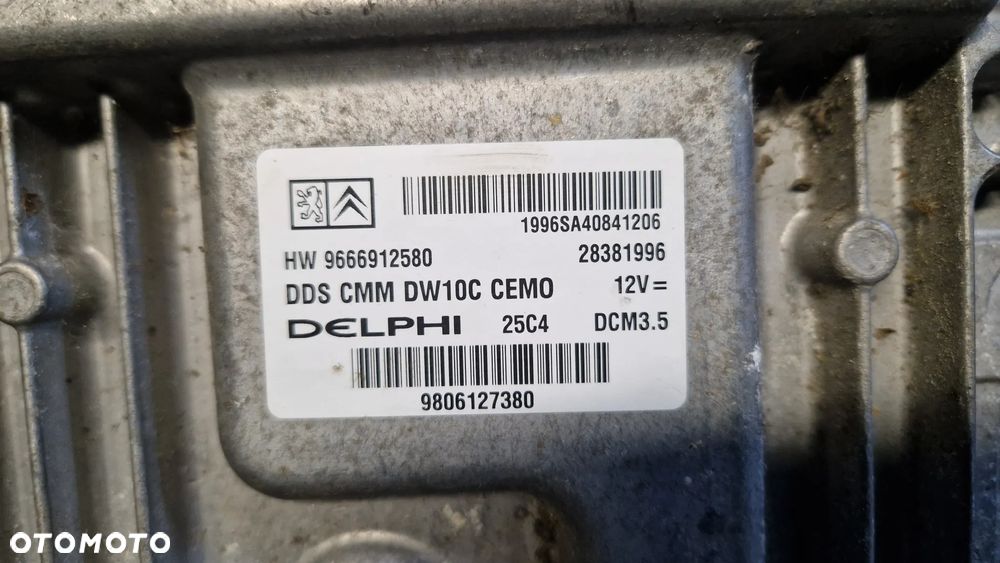 1996SA40841206
HW 9666912580 28381996
DDS CMM DW10C CEMO 12V=
DELPHI 25C4 DCM3.5
9806127380
OTOMOTO